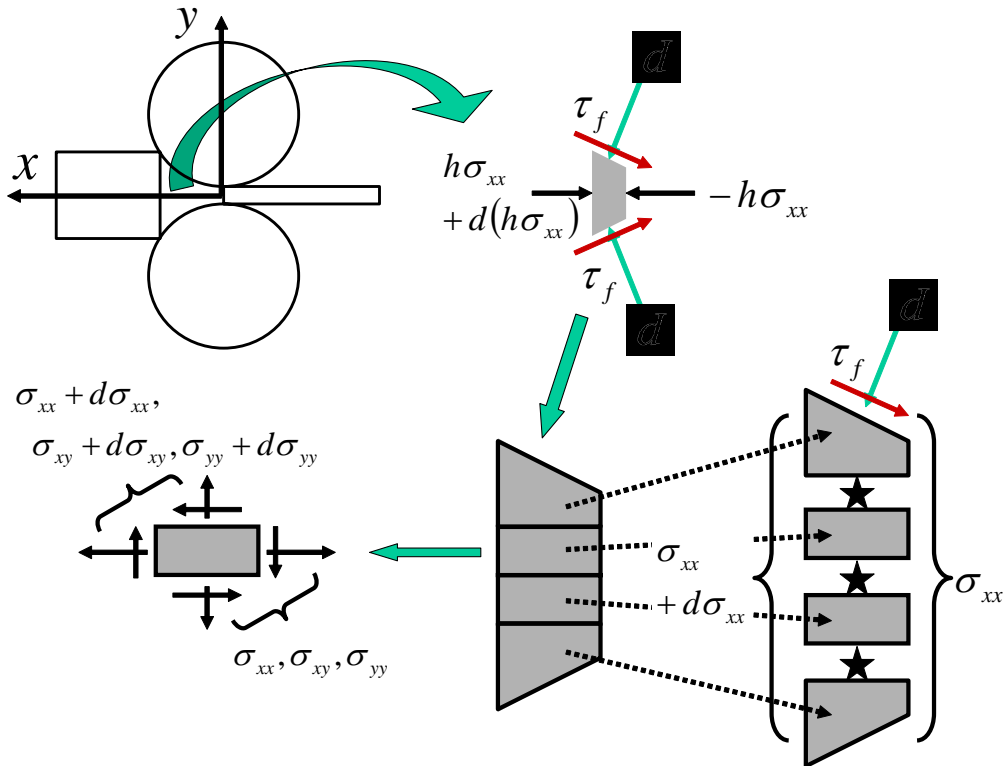 y
x
d
τ_f
hσ_xx
+ d(hσ_xx)
− hσ_xx
τ_f
d
d
τ_f
σ_xx + dσ_xx,
σ_xy + dσ_xy, σ_yy + dσ_yy
σ_xx
+ dσ_xx
σ_xx
σ_xx, σ_xy, σ_yy